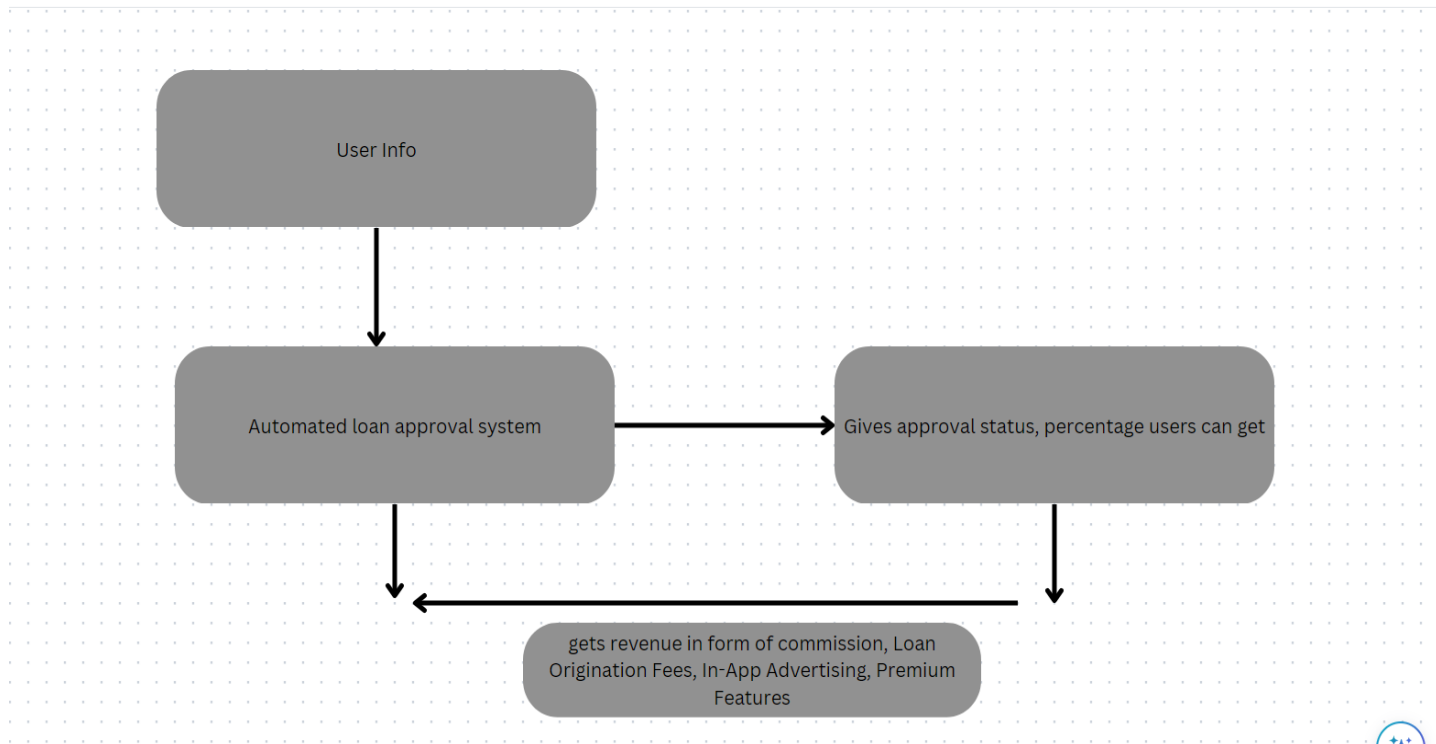 User Info
Automated loan approval system
Gives approval status, percentage users can get
gets revenue in form of commission, Loan
Origination Fees, In-App Advertising, Premium
Features